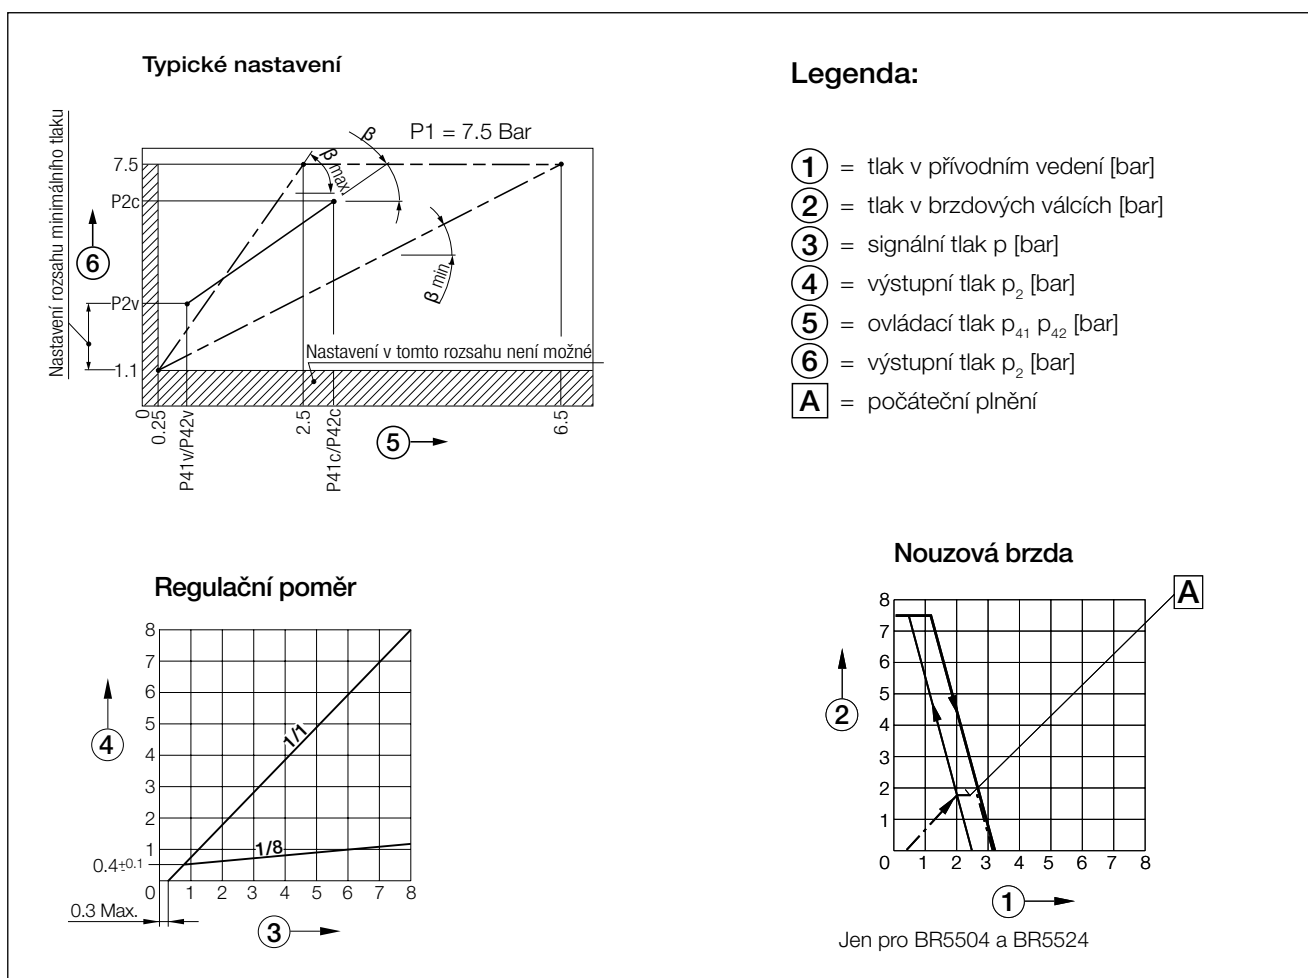 Typické nastavení
Nastavení rozsahu minimálního tlaku
P1 = 7.5 Bar
β
β max.
β min.
7.5
P2c
6
P2v
1.1
Nastavení v tomto rozsahu není možné
0
0.25
P41v/P42v
2.5
P41c/P42c
5
6.5
Legenda:
1 = tlak v přívodním vedení [bar]
2 = tlak v brzdových válcích [bar]
3 = signální tlak p [bar]
4 = výstupní tlak p₂ [bar]
5 = ovládací tlak p₄₁ p₄₂ [bar]
6 = výstupní tlak p₂ [bar]
A = počáteční plnění
Regulační poměr
8
7
6
5
4
3
2
1
4
1/1
1/8
0.4±0.1
0 1 2 3 4 5 6 7 8
0.3 Max.
3
Nouzová brzda
A
8
7
6
5
4
3
2
1
2
0 1 2 3 4 5 6 7 8
1
Jen pro BR5504 a BR5524